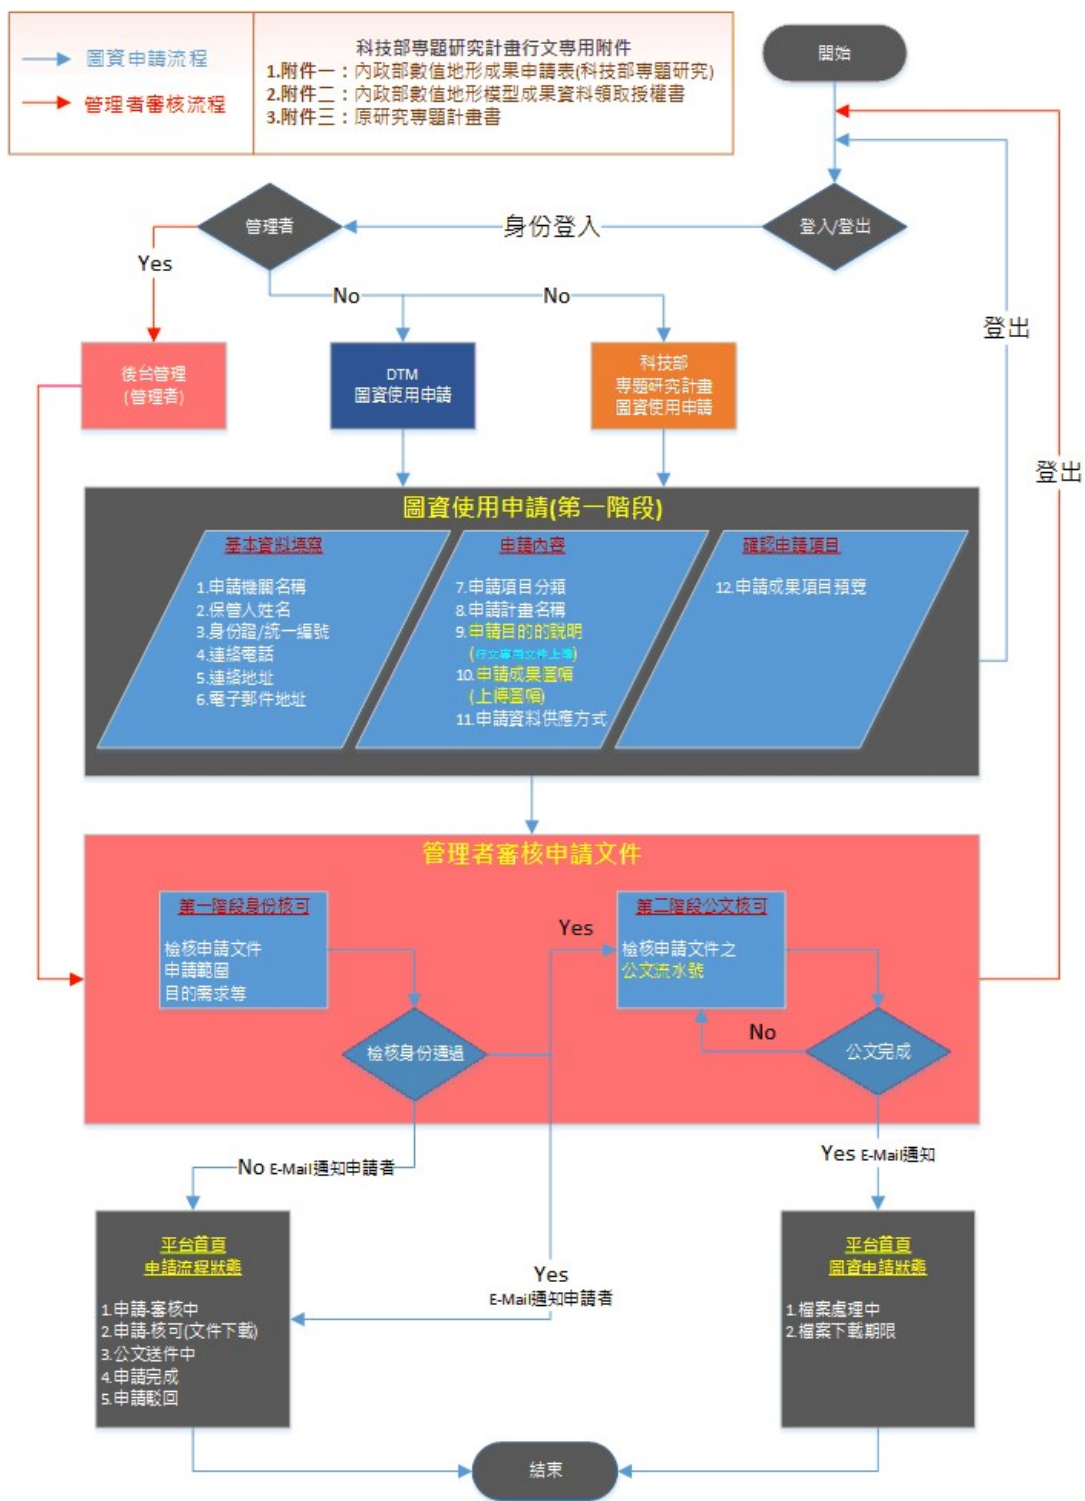 圖資申請流程
管理者審核流程
科技部專題研究計畫行文專用附件
1.附件一：內政部數值地形成果申請表(科技部專題研究)
2.附件二：內政部數值地形模型成果資料領取授權書
3.附件三：原研究專題計畫書
開始
登入/登出
身份登入
管理者
Yes
No
No
登出
登出
後台管理
(管理者)
DTM
圖資使用申請
科技部
專題研究計畫
圖資使用申請
圖資使用申請(第一階段)
基本資料填寫
1.申請機關名稱
2.保管人姓名
3.身份證/統一編號
4.連絡電話
5.連絡地址
6.電子郵件地址
申請內容
7.申請項目分類
8.申請計畫名稱
9.申請目的的說明
(行文專用文件上傳)
10.申請成果圖幅
(上傳圖幅)
11.申請資料供應方式
確認申請項目
12.申請成果項目預覽
管理者審核申請文件
第一階段身份核可
檢核申請文件
申請範圍
目的需求等
檢核身份通過
Yes
第二階段公文核可
檢核申請文件之
公文流水號
No
公文完成
No E-Mail通知申請者
Yes E-Mail通知
Yes
E-Mail通知申請者
平台首頁
申請流程狀態
1.申請-審核中
2.申請-核可(文件下載)
3.公文送件中
4.申請完成
5.申請駁回
平台首頁
圖資申請狀態
1.檔案處理中
2.檔案下載期限
結束